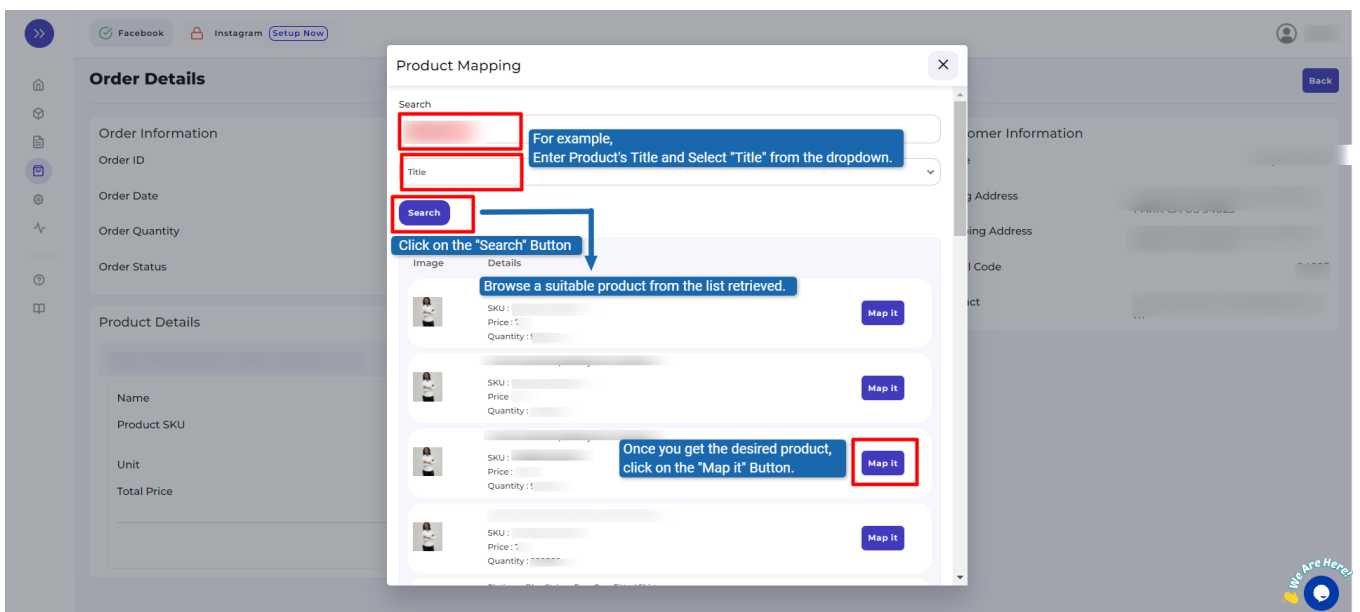 Facebook
Instagram
Setup Now
Order Details
Back
Order Information
Order ID
Order Date
Order Quantity
Order Status
Product Details
Name
Product SKU
Unit
Total Price
Product Mapping
Search
For example,
Enter Product's Title and Select "Title" from the dropdown.
Title
Search
Click on the "Search" Button
Image Details
Browse a suitable product from the list retrieved.
SKU :
Price :
Quantity :
Map it
SKU :
Price
Quantity :
Map it
Once you get the desired product,
click on the "Map it" Button.
SKU :
Price :
Quantity :
Map it
SKU :
Price :
Quantity :
Map it
omer Information
g Address
ing Address
l Code
We Are Here!